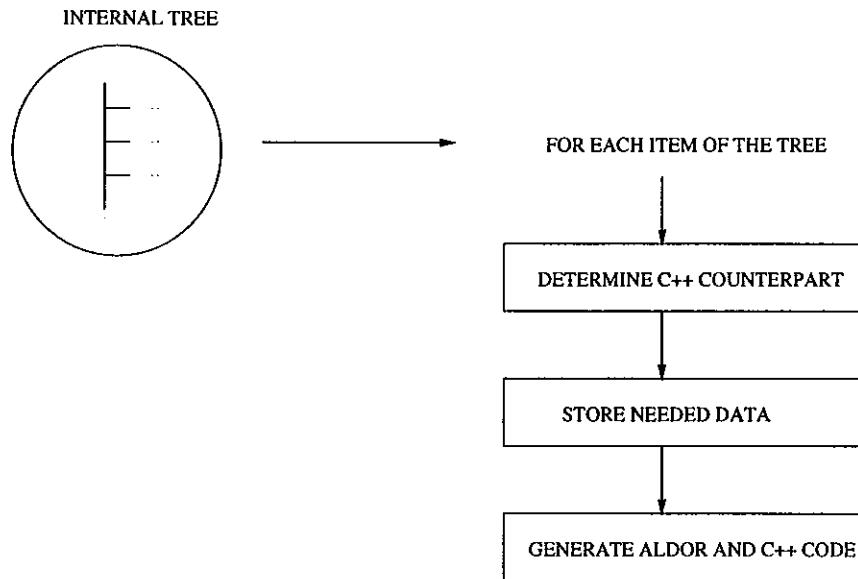 INTERNAL TREE
FOR EACH ITEM OF THE TREE
DETERMINE C++ COUNTERPART
STORE NEEDED DATA
GENERATE ALDOR AND C++ CODE